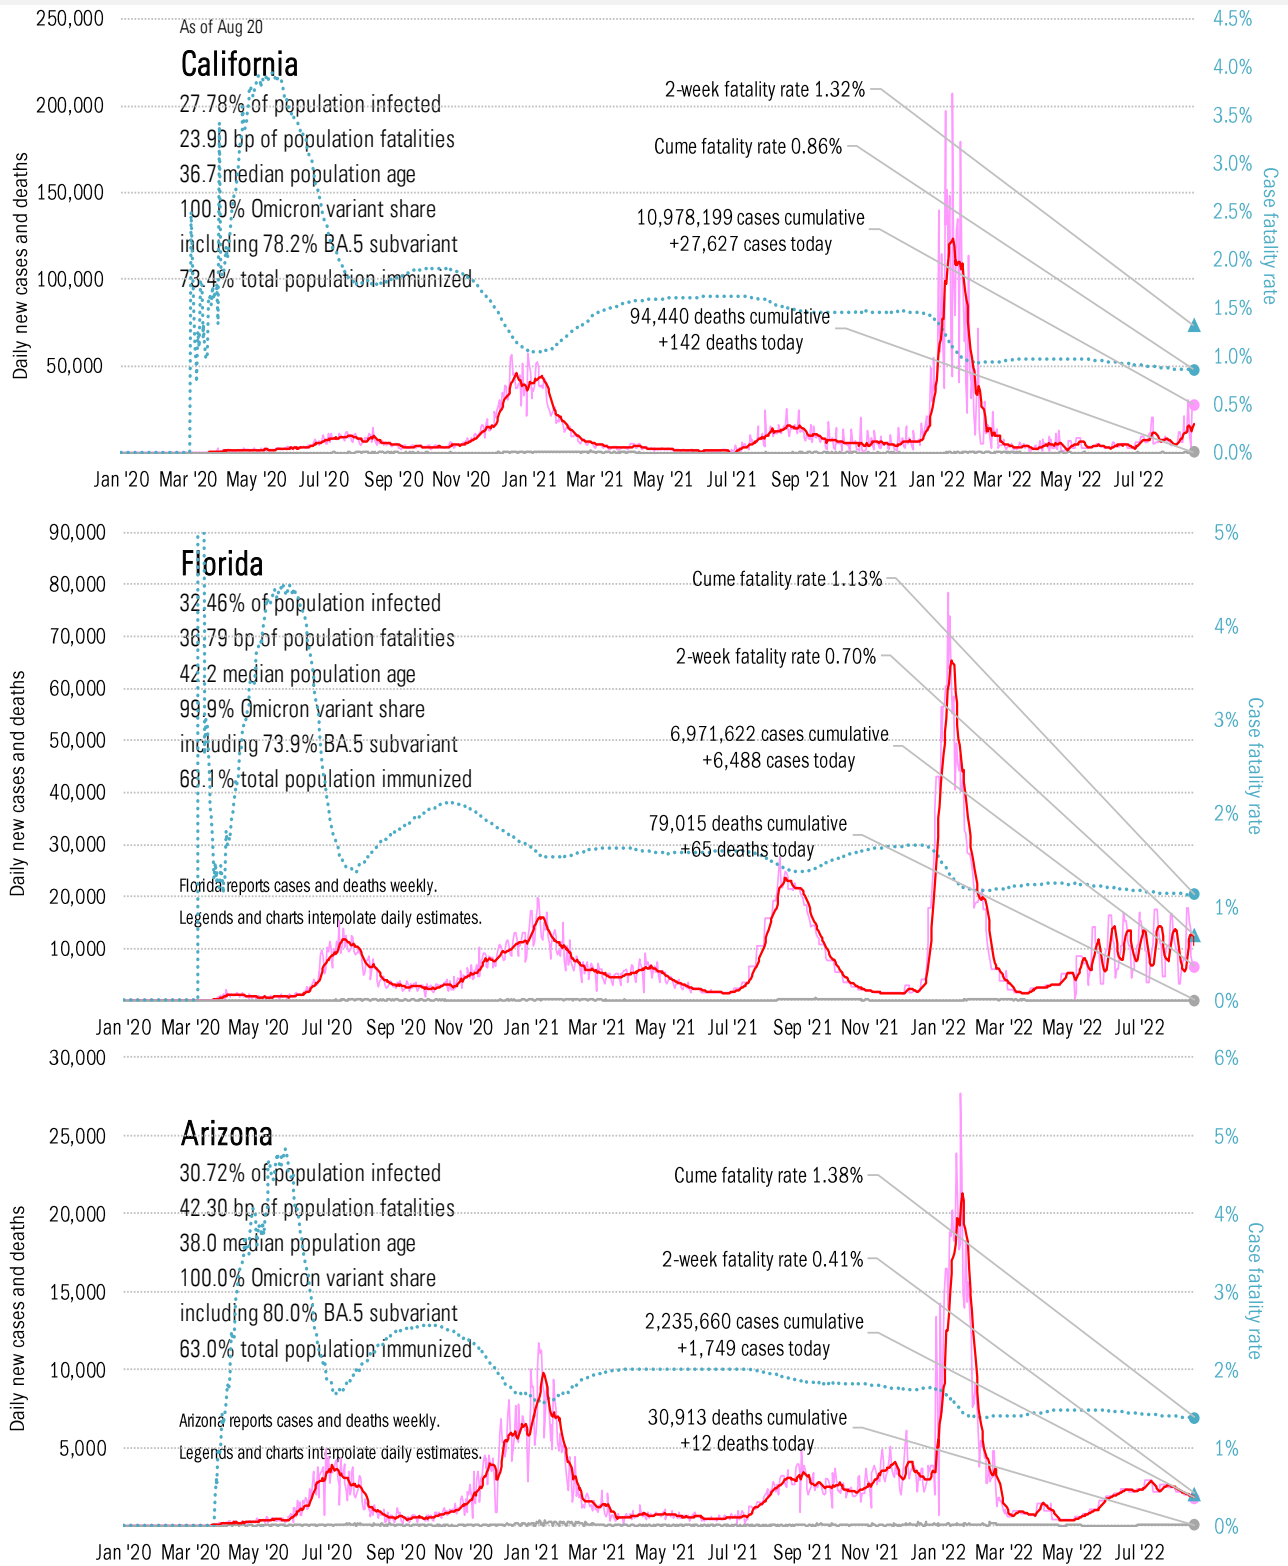 As of Aug 20
California
27.78% of population infected
23.90 bp of population fatalities
36.7 median population age
100.0% Omicron variant share
including 78.2% BA.5 subvariant
73.4% total population immunized
2-week fatality rate 1.32%
Cume fatality rate 0.86%
10,978,199 cases cumulative
+27,627 cases today
94,440 deaths cumulative
+142 deaths today
Daily new cases and deaths
250,000
200,000
150,000
100,000
50,000
Case fatality rate
4.5%
4.0%
3.5%
3.0%
2.5%
2.0%
1.5%
1.0%
0.5%
0.0%
Jan '20 Mar '20 May '20 Jul '20 Sep '20 Nov '20 Jan '21 Mar '21 May '21 Jul '21 Sep '21 Nov '21 Jan '22 Mar '22 May '22 Jul '22
Florida
32.46% of population infected
36.79 bp of population fatalities
42.2 median population age
99.9% Omicron variant share
including 73.9% BA.5 subvariant
68.1% total population immunized
Florida reports cases and deaths weekly.
Legends and charts interpolate daily estimates.
Cume fatality rate 1.13%
2-week fatality rate 0.70%
6,971,622 cases cumulative
+6,488 cases today
79,015 deaths cumulative
+65 deaths today
Daily new cases and deaths
90,000
80,000
70,000
60,000
50,000
40,000
30,000
20,000
10,000
Case fatality rate
5%
4%
3%
2%
1%
0%
Jan '20 Mar '20 May '20 Jul '20 Sep '20 Nov '20 Jan '21 Mar '21 May '21 Jul '21 Sep '21 Nov '21 Jan '22 Mar '22 May '22 Jul '22
Arizona
30.72% of population infected
42.30 bp of population fatalities
38.0 median population age
100.0% Omicron variant share
including 80.0% BA.5 subvariant
63.0% total population immunized
Arizona reports cases and deaths weekly.
Legends and charts interpolate daily estimates.
Cume fatality rate 1.38%
2-week fatality rate 0.41%
2,235,660 cases cumulative
+1,749 cases today
30,913 deaths cumulative
+12 deaths today
Daily new cases and deaths
30,000
25,000
20,000
15,000
10,000
5,000
Case fatality rate
6%
5%
4%
3%
2%
1%
0%
Jan '20 Mar '20 May '20 Jul '20 Sep '20 Nov '20 Jan '21 Mar '21 May '21 Jul '21 Sep '21 Nov '21 Jan '22 Mar '22 May '22 Jul '22